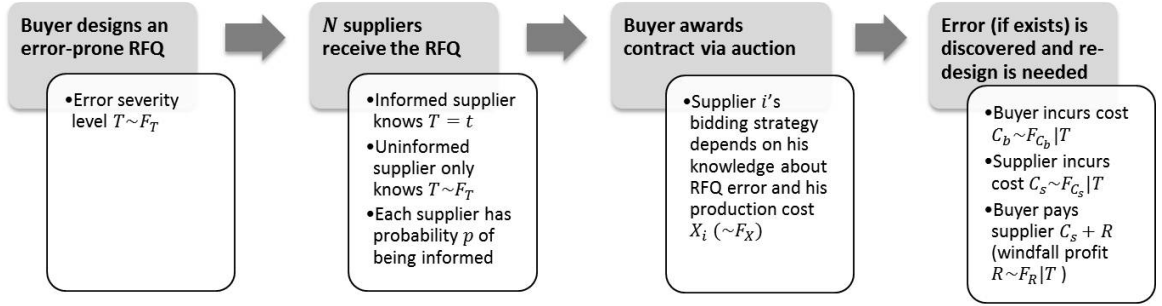 Buyer designs an
error-prone RFQ
•Error severity
level T~F_T
N suppliers
receive the RFQ
•Informed supplier
knows T = t
•Uninformed
supplier only
knows T~F_T
•Each supplier has
probability p of
being informed
Buyer awards
contract via auction
•Supplier i's
bidding strategy
depends on his
knowledge about
RFQ error and his
production cost
X_i (~F_X)
Error (if exists) is
discovered and re-
design is needed
•Buyer incurs cost
C_b~F_{C_b}|T
•Supplier incurs
cost C_s~F_{C_s}|T
•Buyer pays
supplier C_s + R
(windfall profit
R~F_R|T )